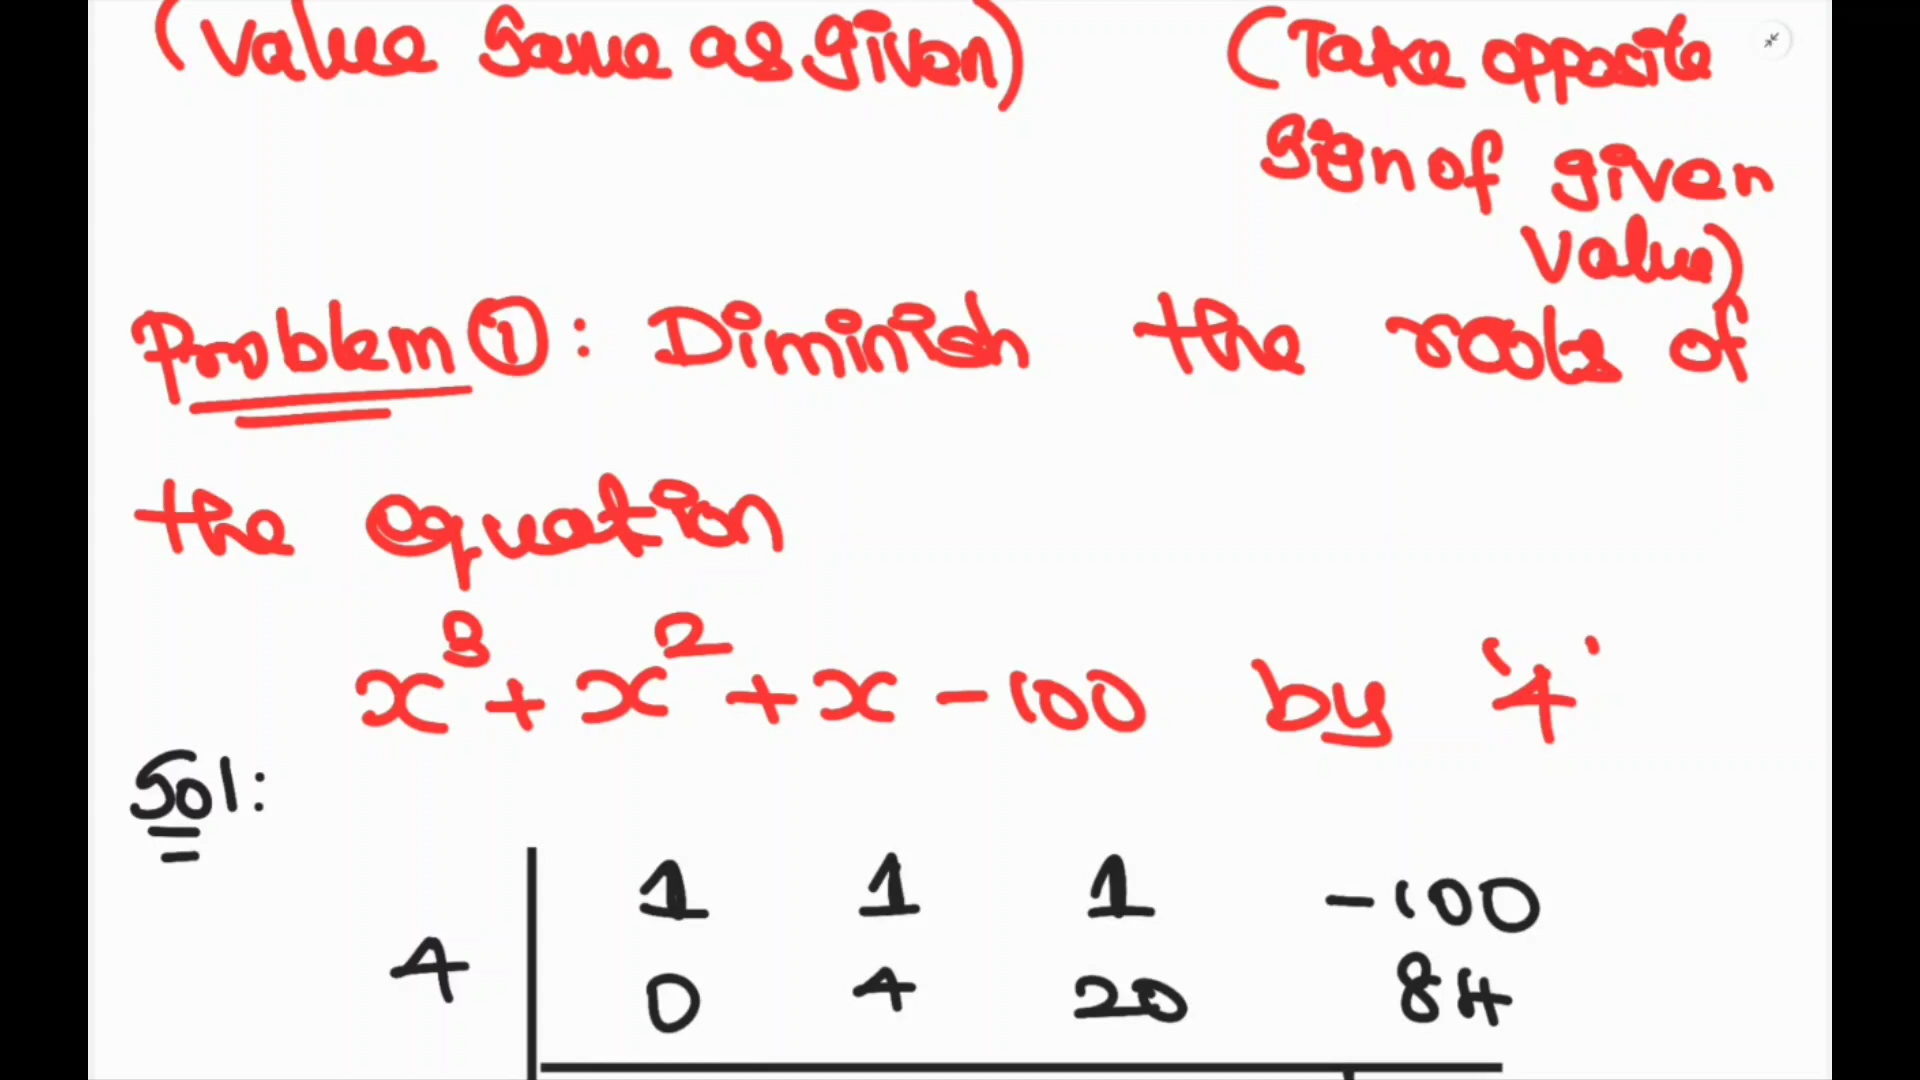 (Value same as given) (Take opposite
sign of given
value)
Problem ①: Diminish the roots of
the equation
x³ + x² + x - 100 by '4'
Sol:
1 1 1 -100
4
0 4 20 84